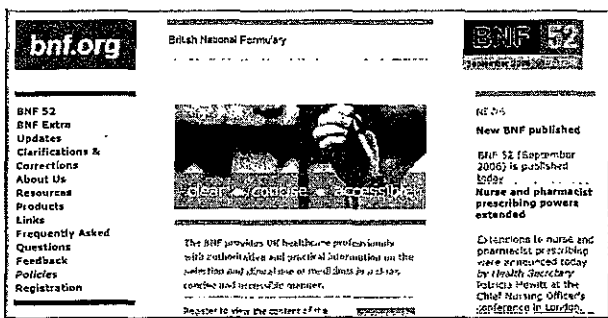 bnf.org
British National Formulary
BNF 52
September 2006
BNF 52
BNF Extra
Updates
Clarifications &
Corrections
About Us
Resources
Products
Links
Frequently Asked
Questions
Feedback
Policies
Registration
clear concise accessible
The BNF provides UK healthcare professionals
with authoritative and practical information on the
selection and clinical use of medicines in a clear,
concise and accessible manner.
Register to view the content of the
NEWS
New BNF published
BNF 52 (September
2006) is published
today
Nurse and pharmacist
prescribing powers
extended
Extensions to nurse and
pharmacist prescribing
were announced today
by Health Secretary
Patricia Hewitt at the
Chief Nursing Officer's
conference in London.